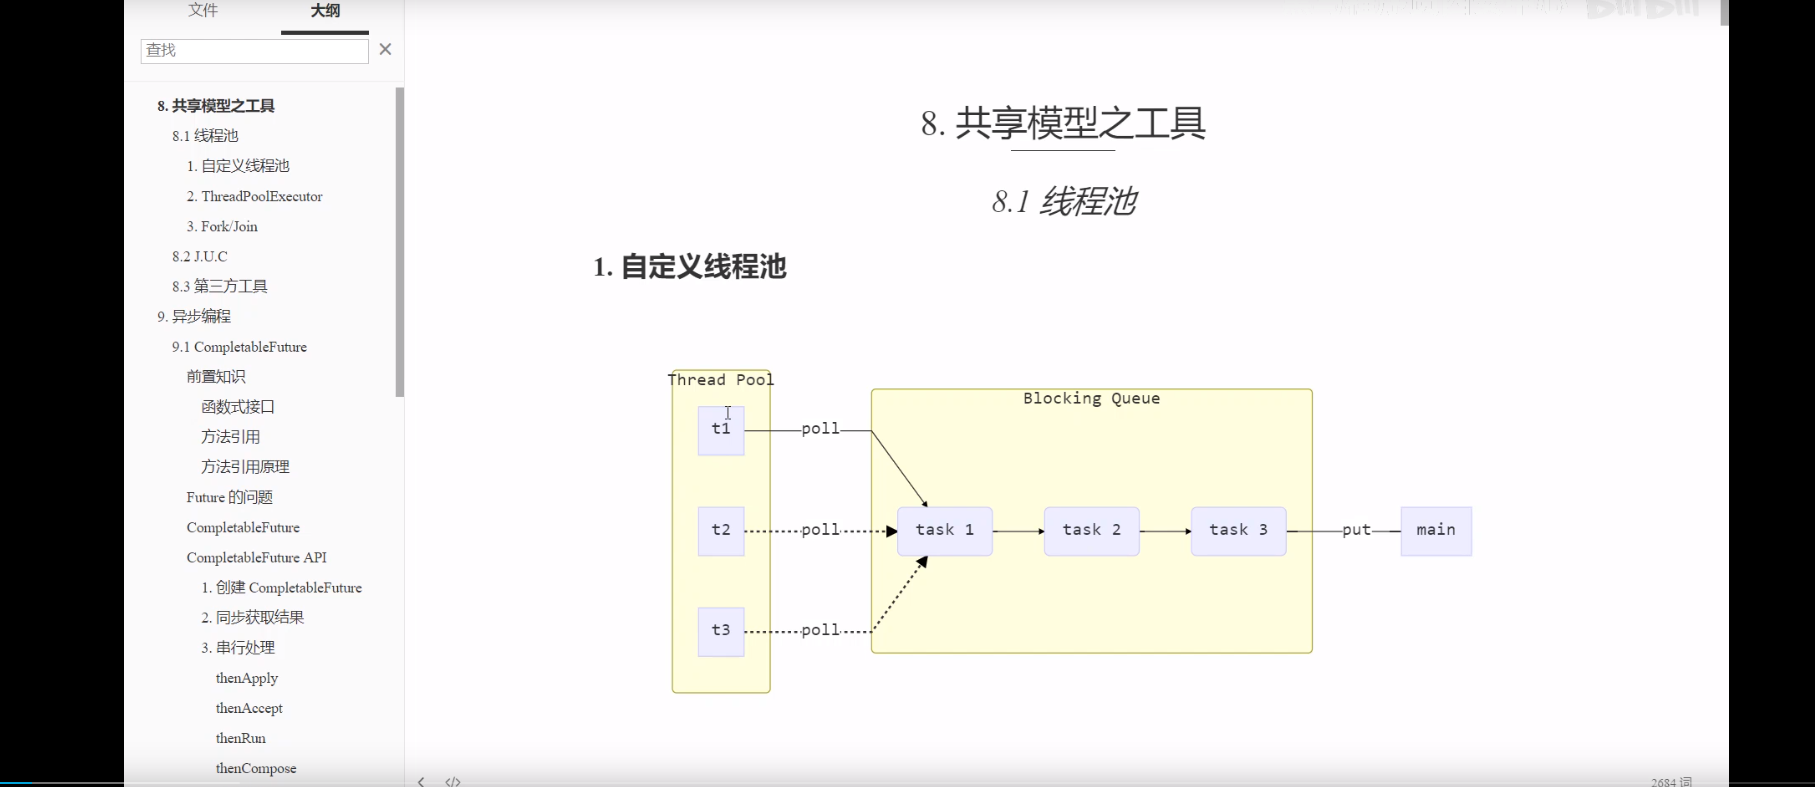 文件 大纲
查找
8. 共享模型之工具
8.1 线程池
1. 自定义线程池
2. ThreadPoolExecutor
3. Fork/Join
8.2 J.U.C
8.3 第三方工具
9. 异步编程
9.1 CompletableFuture
前置知识
函数式接口
方法引用
方法引用原理
Future 的问题
CompletableFuture
CompletableFuture API
1. 创建 CompletableFuture
2. 同步获取结果
3. 串行处理
thenApply
thenAccept
thenRun
thenCompose
8. 共享模型之工具
8.1 线程池
1. 自定义线程池
Thread Pool
Blocking Queue
t1 poll
t2 poll task 1 task 2 task 3 put main
t3 poll
2684 词